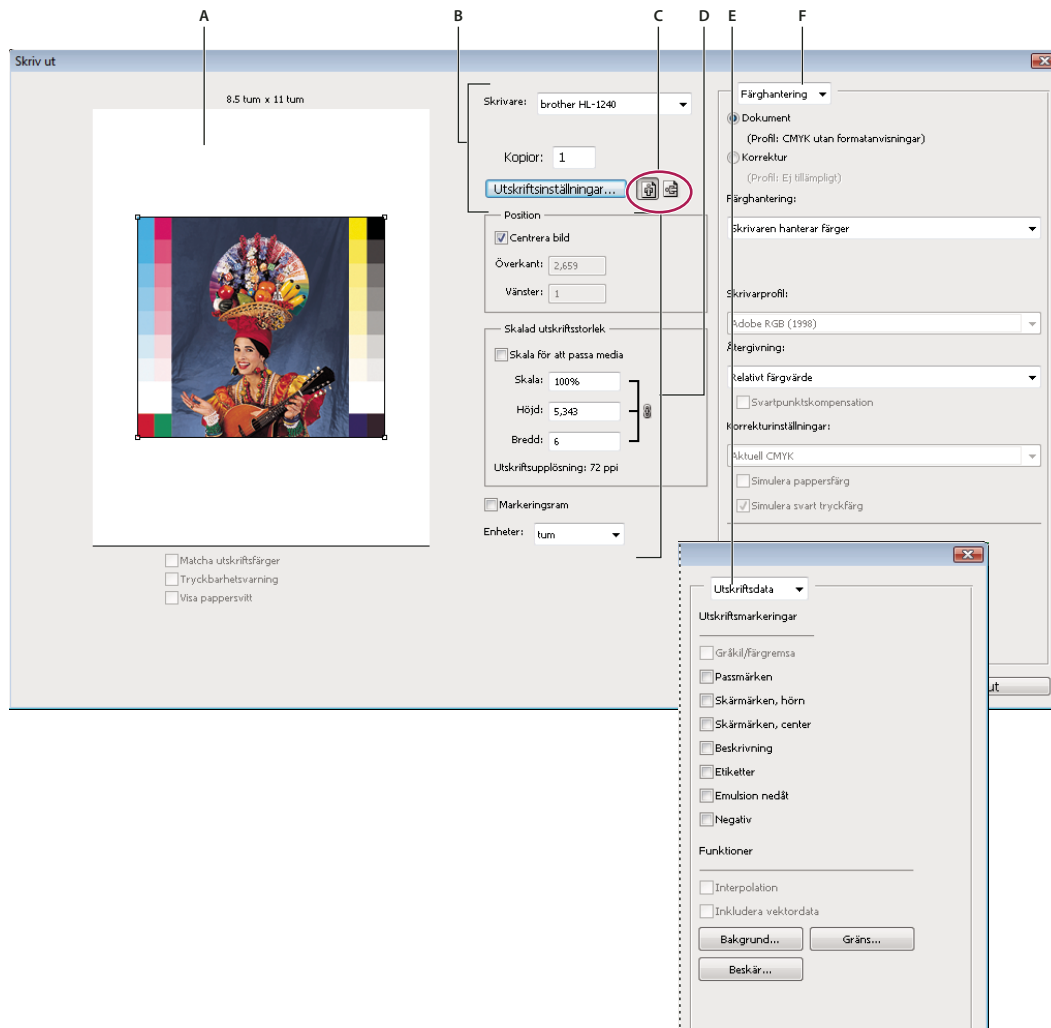 A B C D E F
Skriv ut
8.5 tum x 11 tum
Matcha utskriftsfärger
Tryckbarhetsvarning
Visa pappersvitt
Skrivare: brother HL-1240
Kopior: 1
Utskriftsinställningar...
Position
Centrera bild
Överkant: 2,659
Vänster: 1
Skalad utskriftsstorlek
Skala för att passa media
Skala: 100%
Höjd: 5,343
Bredd: 6
Utskriftsupplösning: 72 ppi
Markeringsram
Enheter: tum
Färghantering
Dokument
(Profil: CMYK utan formatanvisningar)
Korrektur
(Profil: Ej tillämpligt)
Färghantering:
Skrivaren hanterar färger
Skrivarprofil:
Adobe RGB (1998)
Återgivning:
Relativt färgvärde
Svartpunktskompensation
Korrekturinställningar:
Aktuell CMYK
Simulera pappersfärg
Simulera svart tryckfärg
ut
Utskriftsdata
Utskriftsmarkeringar
Gråkil/färgremsa
Passmärken
Skärmärken, hörn
Skärmärken, center
Beskrivning
Etiketter
Emulsion nedåt
Negativ
Funktioner
Interpolation
Inkludera vektordata
Bakgrund... Gräns...
Beskär...